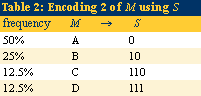 Table 2: Encoding 2 of M using S
frequency M → S
50% A 0
25% B 10
12.5% C 110
12.5% D 111